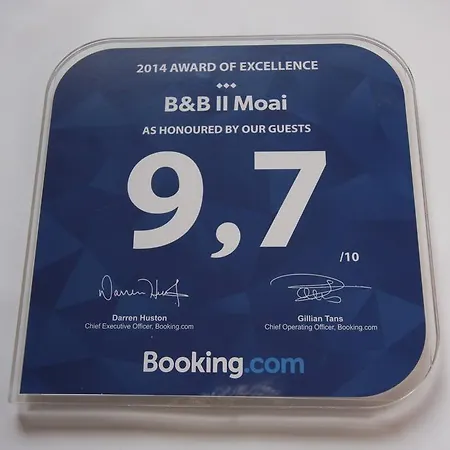 2014 AWARD OF EXCELLENCE
B&B Il Moai
AS HONOURED BY OUR GUESTS
9,7
/10
Darren Huston
Chief Executive Officer, Booking.com
Gillian Tans
Chief Operating Officer, Booking.com
Booking.com